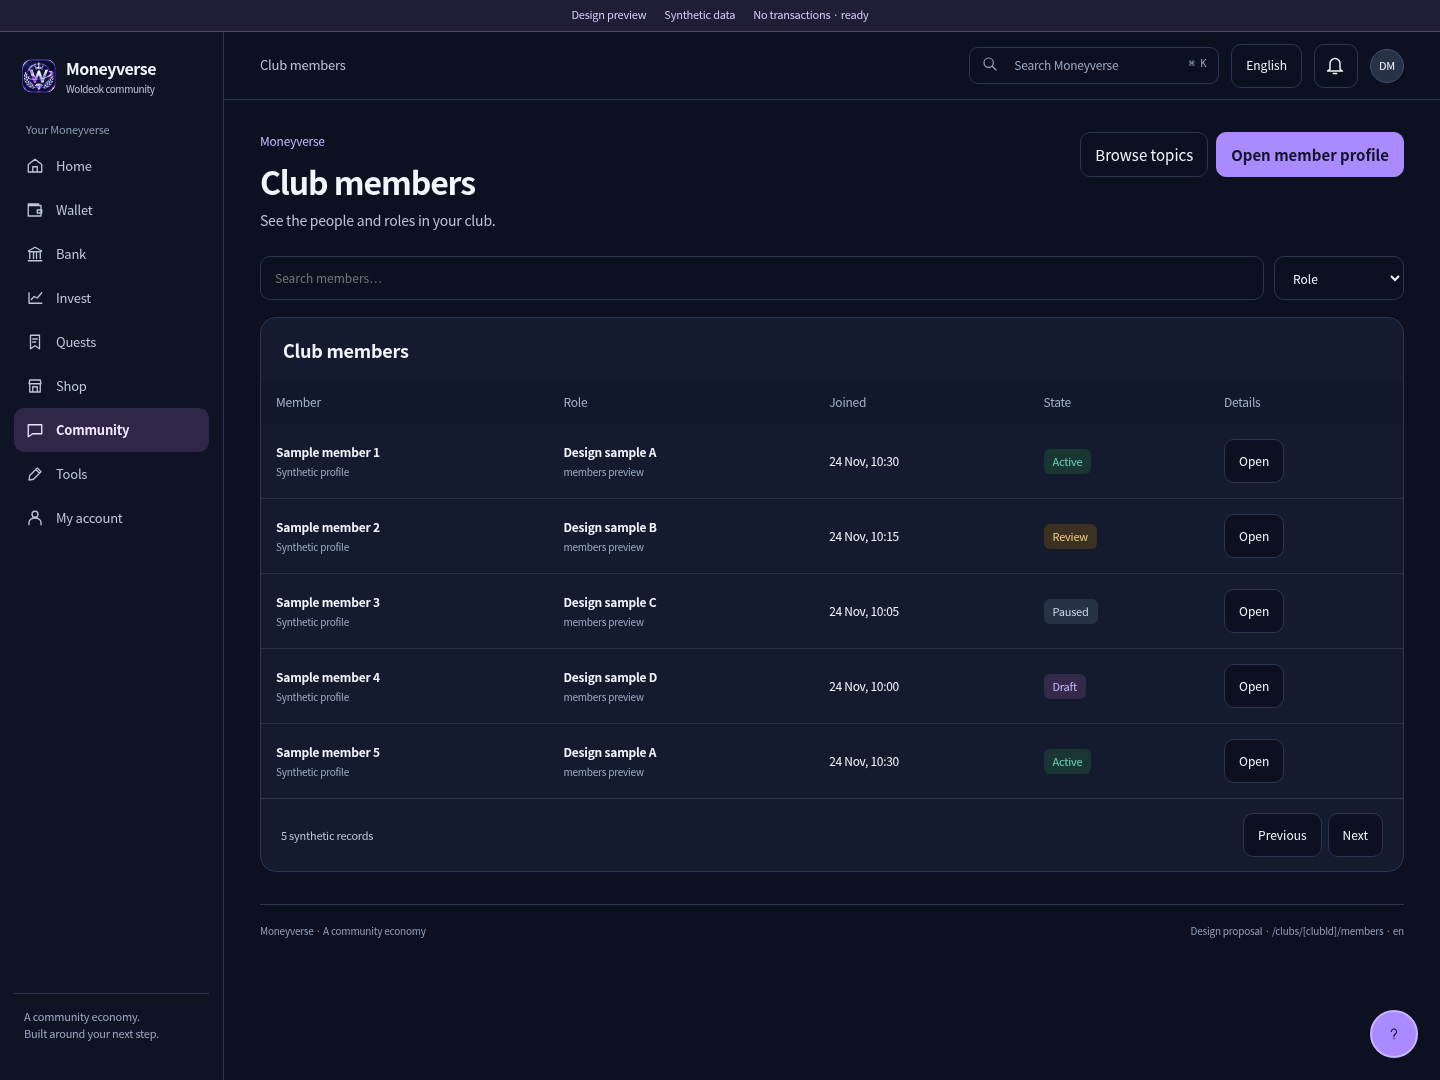 Design preview Synthetic data No transactions · ready
Moneyverse
Woldeok community
Your Moneyverse
Home
Wallet
Bank
Invest
Quests
Shop
Community
Tools
My account
A community economy.
Built around your next step.
Club members
Search Moneyverse ⌘ K
English
DM
Moneyverse
Club members
See the people and roles in your club.
Browse topics
Open member profile
Search members…
Role
Club members
Member Role Joined State Details
Sample member 1 Design sample A 24 Nov, 10:30 Active Open
Synthetic profile members preview
Sample member 2 Design sample B 24 Nov, 10:15 Review Open
Synthetic profile members preview
Sample member 3 Design sample C 24 Nov, 10:05 Paused Open
Synthetic profile members preview
Sample member 4 Design sample D 24 Nov, 10:00 Draft Open
Synthetic profile members preview
Sample member 5 Design sample A 24 Nov, 10:30 Active Open
Synthetic profile members preview
5 synthetic records Previous Next
Moneyverse · A community economy
Design proposal · /clubs/[clubId]/members · en
?